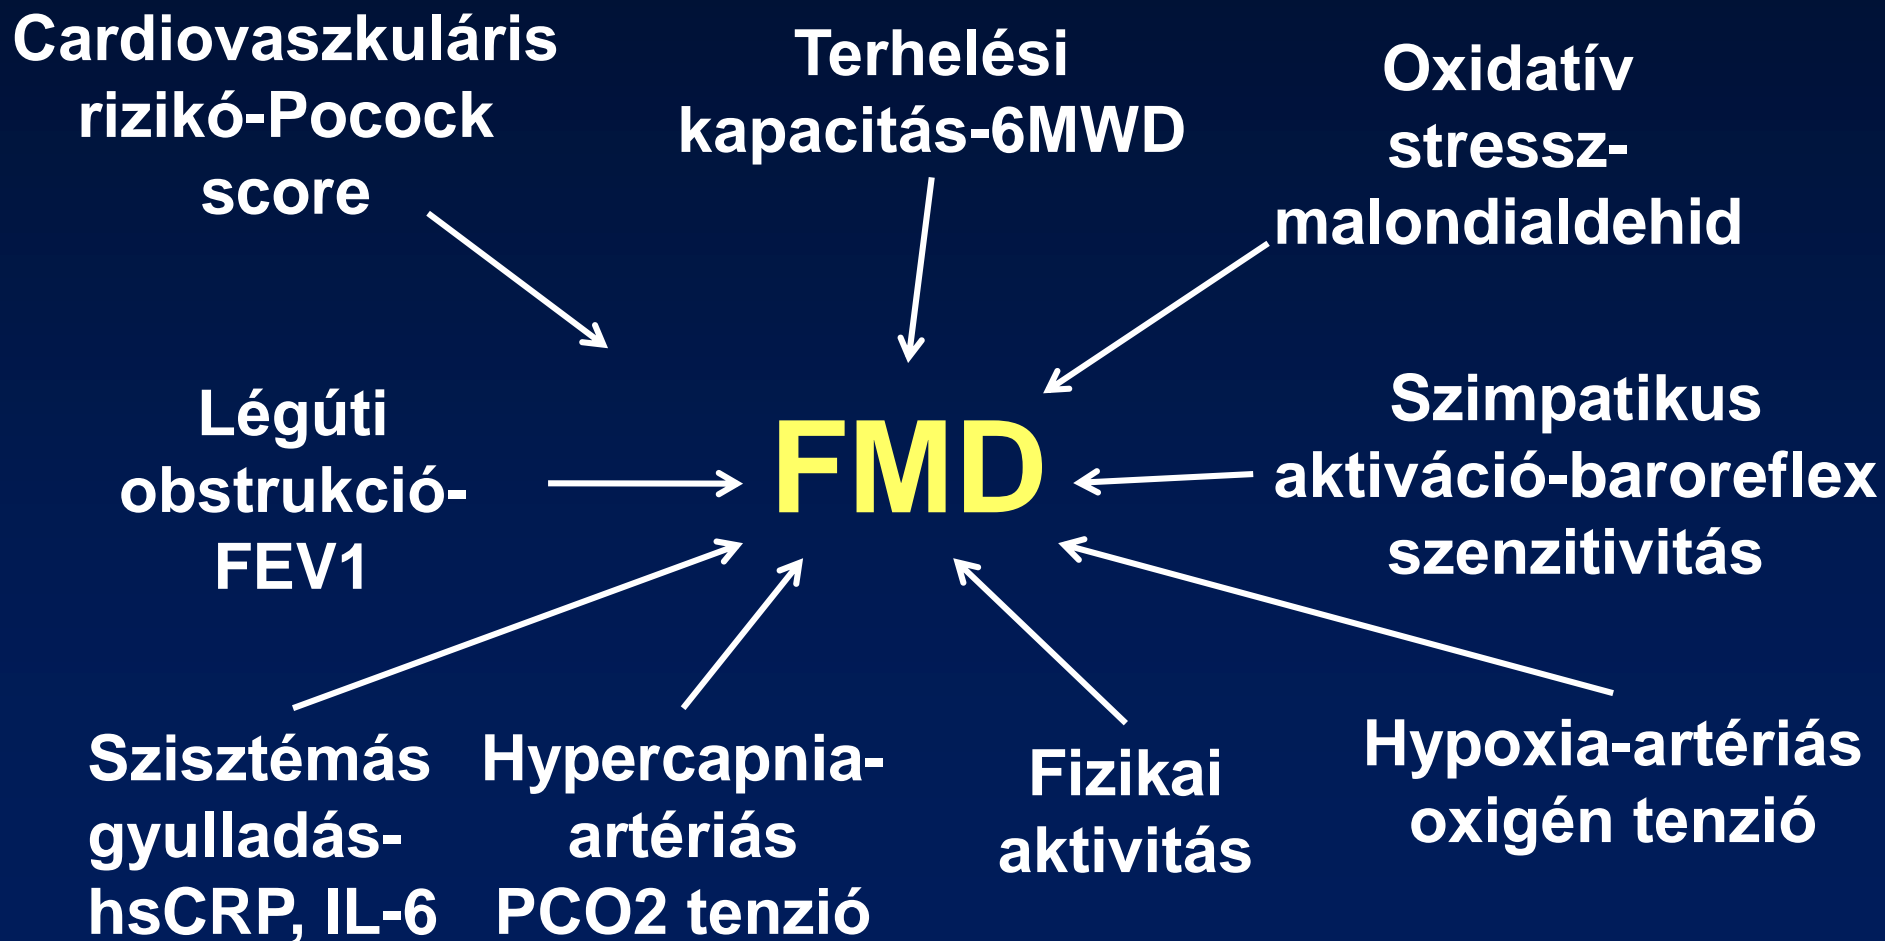 Cardiovaszkuláris
rizikó-Pocock
score
Terhelési
kapacitás-6MWD
Oxidatív
stressz-
malondialdehid
Légúti
obstrukció-
FEV1
FMD
Szimpatikus
aktiváció-baroreflex
szenzitivitás
Szisztémás
gyulladás-
hsCRP, IL-6
Hypercapnia-
artériás
PCO2 tenzió
Fizikai
aktivitás
Hypoxia-artériás
oxigén tenzió